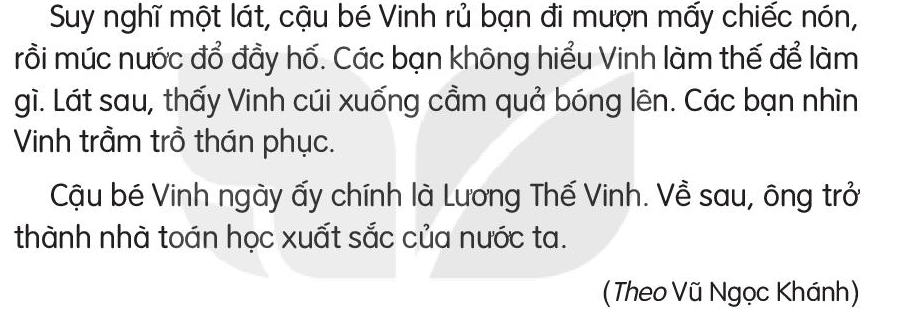 Suy nghĩ một lát, cậu bé Vinh rủ bạn đi mượn mấy chiếc nón,
rồi múc nước đổ đầy hố. Các bạn không hiểu Vinh làm thế để làm
gì. Lát sau, thấy Vinh cúi xuống cầm quả bóng lên. Các bạn nhìn
Vinh trầm trồ thán phục.
Cậu bé Vinh ngày ấy chính là Lương Thế Vinh. Về sau, ông trở
thành nhà toán học xuất sắc của nước ta.
(Theo Vũ Ngọc Khánh)